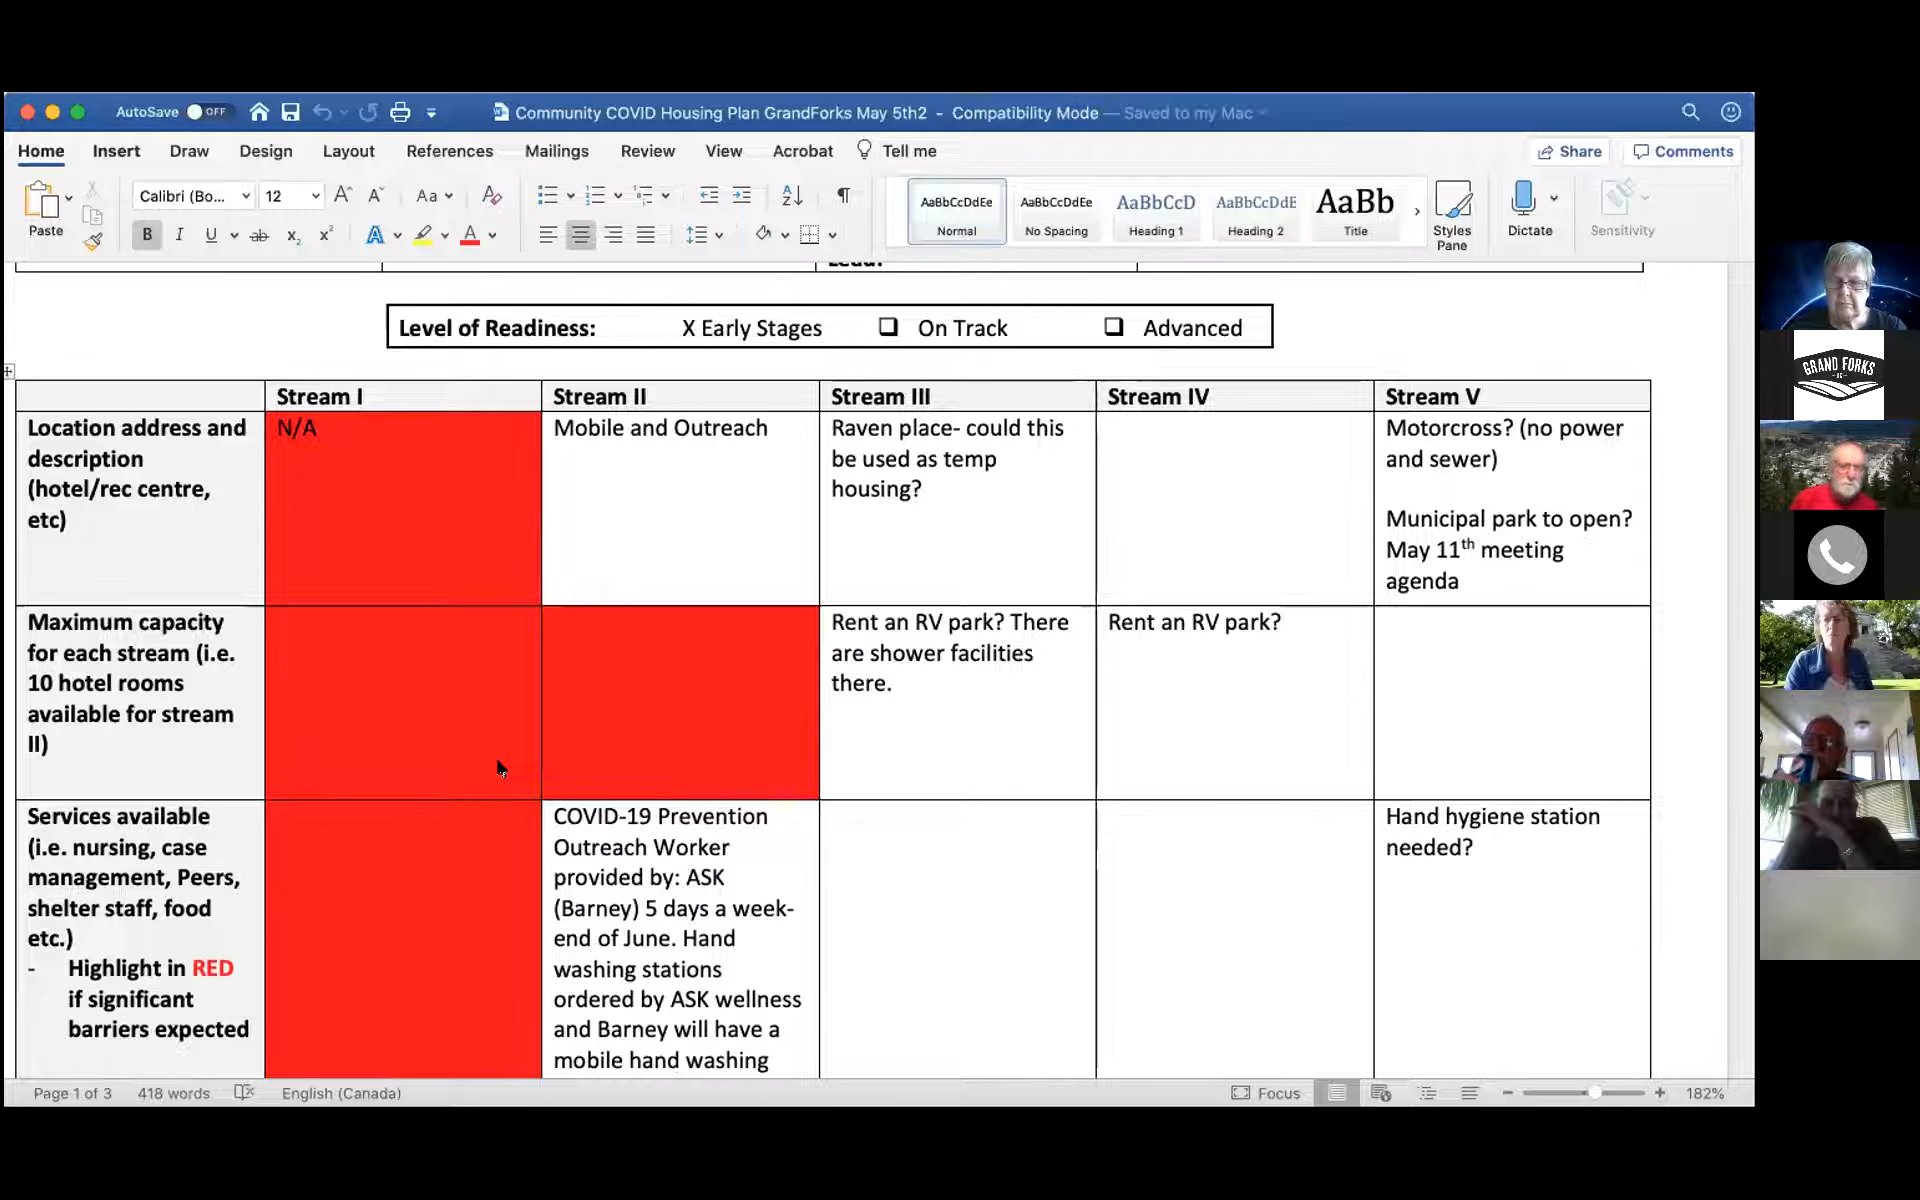 AutoSave OFF
Community COVID Housing Plan GrandForks May 5th2 - Compatibility Mode — Saved to my Mac
Home Insert Draw Design Layout References Mailings Review View Acrobat Tell me Share Comments
Paste
Calibri (Bo... 12
Aa
AaBbCcDdEe
Normal
AaBbCcDdEe
No Spacing
AaBbCcD
Heading 1
AaBbCcDdE
Heading 2
AaBb
Title
Styles
Pane
Dictate
Sensitivity
Level of Readiness: X Early Stages ❑ On Track ❑ Advanced
Stream I Stream II Stream III Stream IV Stream V
Location address and
description
(hotel/rec centre,
etc)
N/A
Mobile and Outreach
Raven place- could this
be used as temp
housing?
Motorcross? (no power
and sewer)
Municipal park to open?
May 11th meeting
agenda
Maximum capacity
for each stream (i.e.
10 hotel rooms
available for stream
II)
Rent an RV park? There
are shower facilities
there.
Rent an RV park?
Services available
(i.e. nursing, case
management, Peers,
shelter staff, food
etc.)
- Highlight in RED
if significant
barriers expected
COVID-19 Prevention
Outreach Worker
provided by: ASK
(Barney) 5 days a week-
end of June. Hand
washing stations
ordered by ASK wellness
and Barney will have a
mobile hand washing
Hand hygiene station
needed?
Page 1 of 3 418 words English (Canada) Focus 182%
GRAND FORKS